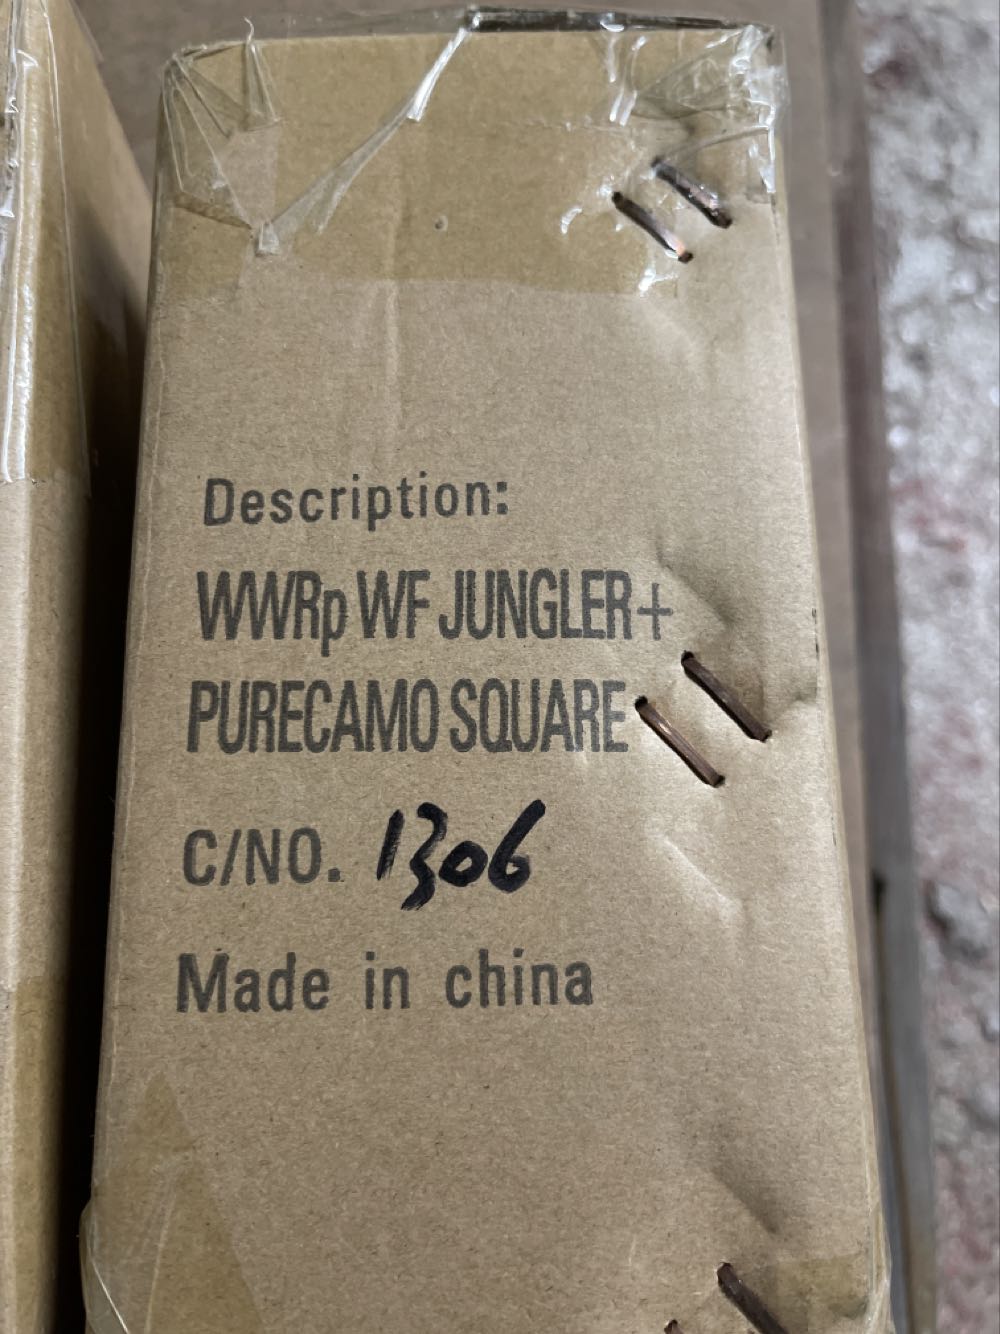 Description:
WWRp WF JUNGLER+
PURECAMO SQUARE
C/NO. 1306
Made in china